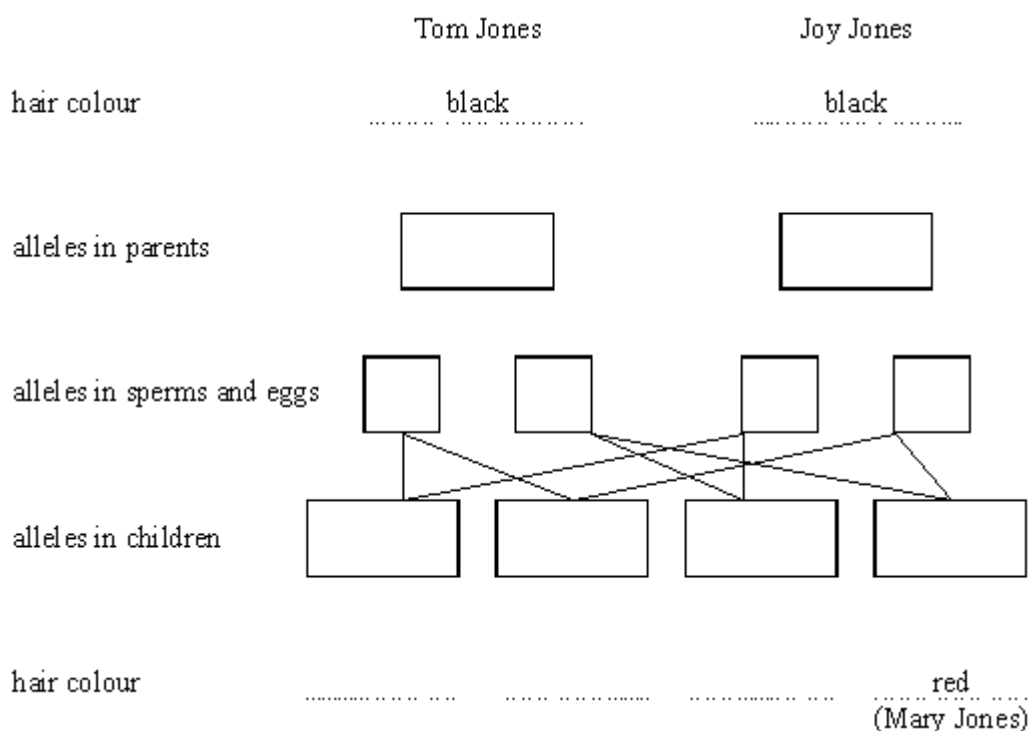 Tom Jones Joy Jones
hair colour black black
alleles in parents
alleles in sperms and eggs
alleles in children
hair colour red
(Mary Jones)